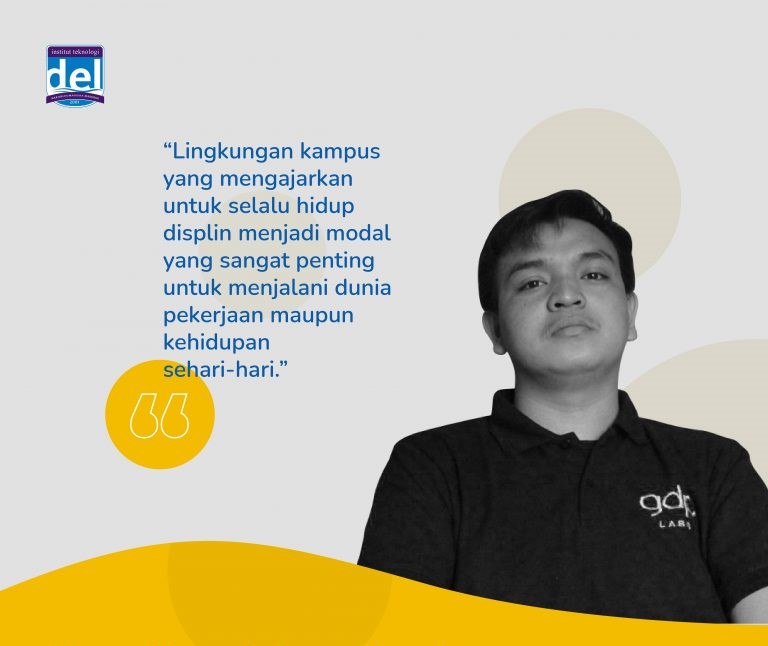 institut teknologi
del
2001
“Lingkungan kampus
yang mengajarkan
untuk selalu hidup
displin menjadi modal
yang sangat penting
untuk menjalani dunia
pekerjaan maupun
kehidupan
sehari-hari.”
gdp
LABS